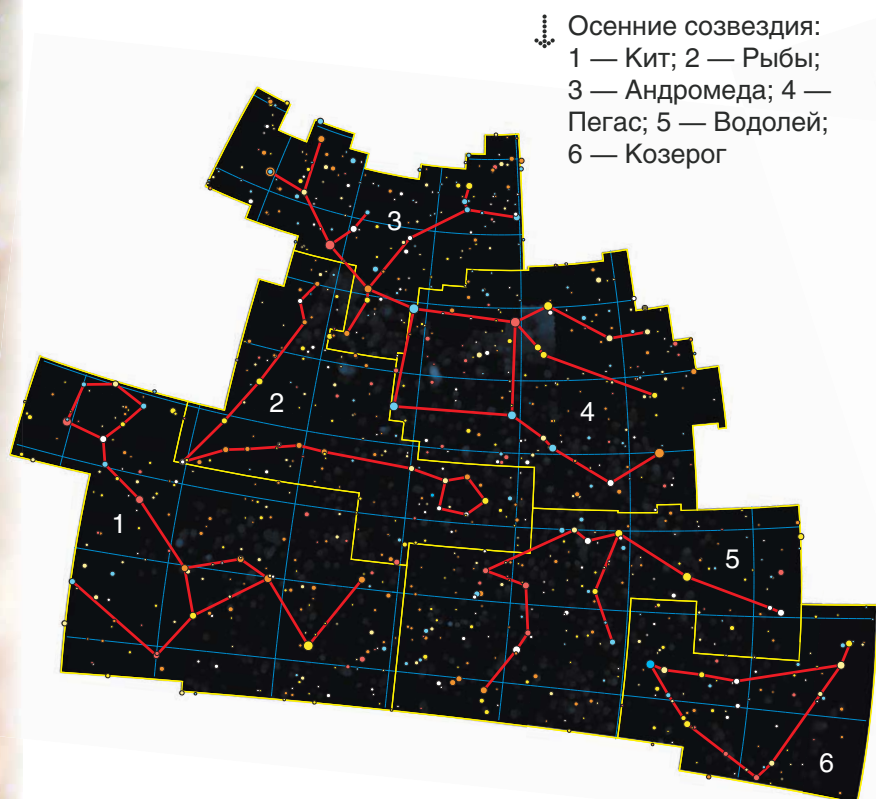 Осенние созвездия:
1 — Кит; 2 — Рыбы;
3 — Андромеда; 4 —
Пегас; 5 — Водолей;
6 — Козерог
3
2
4
1
5
6